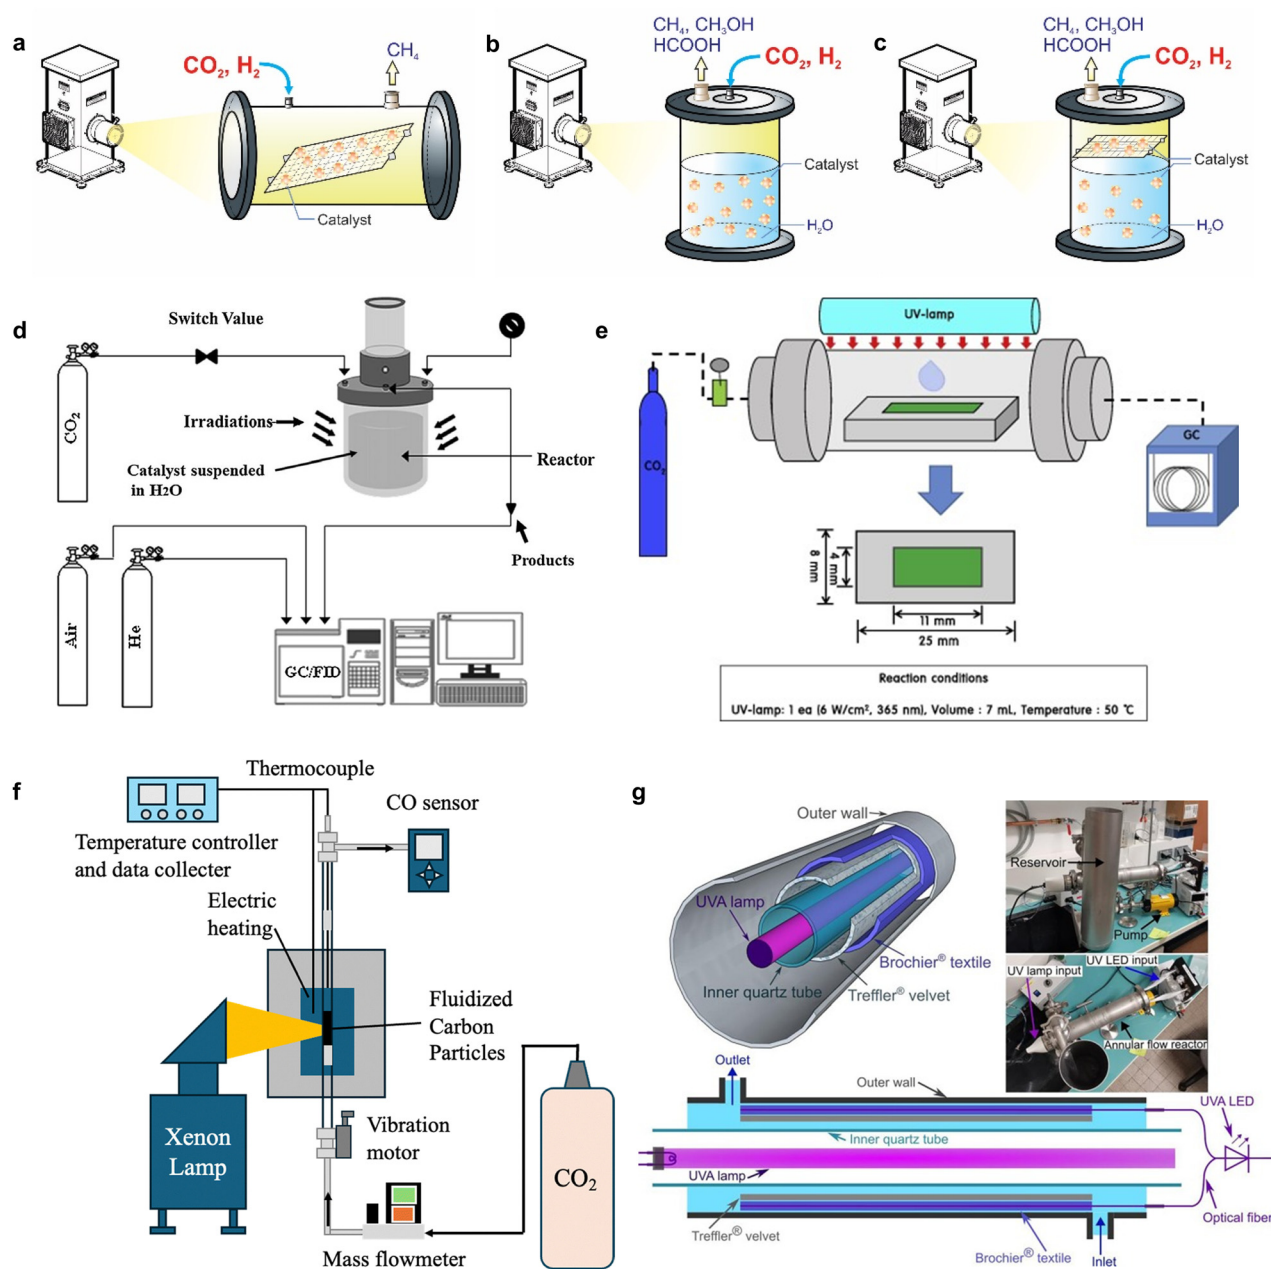 a
CO2, H2
CH4
Catalyst
b
CH4, CH3OH
HCOOH
CO2, H2
Catalyst
H2O
c
CH4, CH3OH
HCOOH
CO2, H2
Catalyst
H2O
d
Switch Value
CO2
Irradiations
Catalyst suspended
in H2O
Reactor
Products
Air
He
GC/FID
e
UV-lamp
CO2
GC
8 mm
4 mm
11 mm
25 mm
Reaction conditions
UV-lamp: 1 ea (6 W/cm², 365 nm), Volume : 7 mL, Temperature : 50 ℃
f
Thermocouple
CO sensor
Temperature controller
and data collecter
Electric
heating
Fluidized
Carbon
Particles
Xenon
Lamp
Vibration
motor
CO2
Mass flowmeter
g
Outer wall
UVA lamp
Brochier® textile
Inner quartz tube
Treffler® velvet
Reservoir
Pump
UV LED input
UV lamp input
Annular flow reactor
Outlet
Outer wall
UVA LED
Inner quartz tube
UVA lamp
Optical fiber
Treffler® velvet
Brochier® textile
Inlet